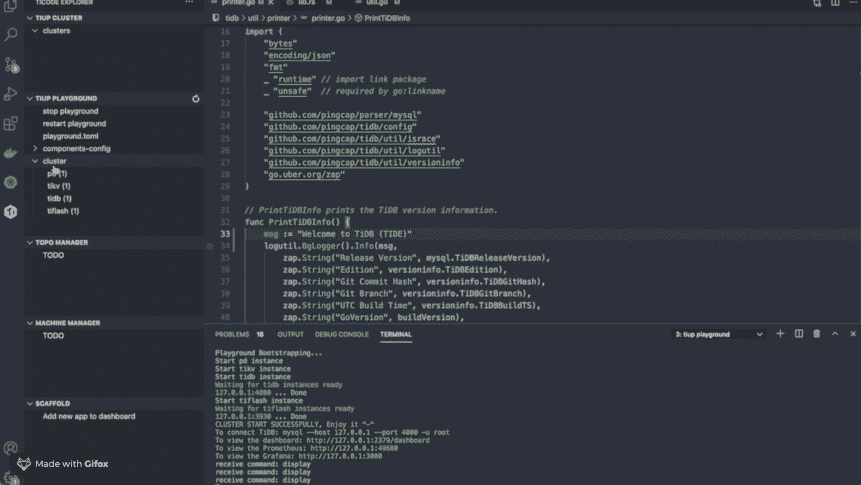 TICODE EXPLORER
TIUP CLUSTER
clusters
TIUP PLAYGROUND
stop playground
restart playground
playground.toml
components-config
cluster
pd (1)
tikv (1)
tidb (1)
tiflash (1)
TOPO MANAGER
TODO
MACHINE MANAGER
TODO
SCAFFOLD
Add new app to dashboard
Made with Gifox
printer.go M lib.rs util.go M
tidb > util > printer > printer.go > PrintTiDBInfo
16 import (
17 "bytes"
18 "encoding/json"
19 "fmt"
20 _ "runtime" // import link package
21 _ "unsafe" // required by go:linkname
22
23 "github.com/pingcap/parser/mysql"
24 "github.com/pingcap/tidb/config"
25 "github.com/pingcap/tidb/util/israce"
26 "github.com/pingcap/tidb/util/logutil"
27 "github.com/pingcap/tidb/util/versioninfo"
28 "go.uber.org/zap"
29 )
30
31 // PrintTiDBInfo prints the TiDB version information.
32 func PrintTiDBInfo() {
33 msg := "Welcome to TiDB (TIDE)"
34 logutil.BgLogger().Info(msg,
35 zap.String("Release Version", mysql.TiDBReleaseVersion),
36 zap.String("Edition", versioninfo.TiDBEdition),
37 zap.String("Git Commit Hash", versioninfo.TiDBGitHash),
38 zap.String("Git Branch", versioninfo.TiDBGitBranch),
39 zap.String("UTC Build Time", versioninfo.TiDBBuildTS),
40 zap.String("GoVersion", buildVersion),
PROBLEMS 18 OUTPUT DEBUG CONSOLE TERMINAL 3: tiup playground
Playground Bootstrapping...
Start pd instance
Start tikv instance
Start tidb instance
Waiting for tidb instances ready
127.0.0.1:4000 ... Done
Start tiflash instance
Waiting for tiflash instances ready
127.0.0.1:3930 ... Done
CLUSTER START SUCCESSFULLY, Enjoy it ^-^
To connect TiDB: mysql --host 127.0.0.1 --port 4000 -u root
To view the dashboard: http://127.0.0.1:2379/dashboard
To view the Prometheus: http://127.0.0.1:49680
To view the Grafana: http://127.0.0.1:3000
receive command: display
receive command: display
receive command: display